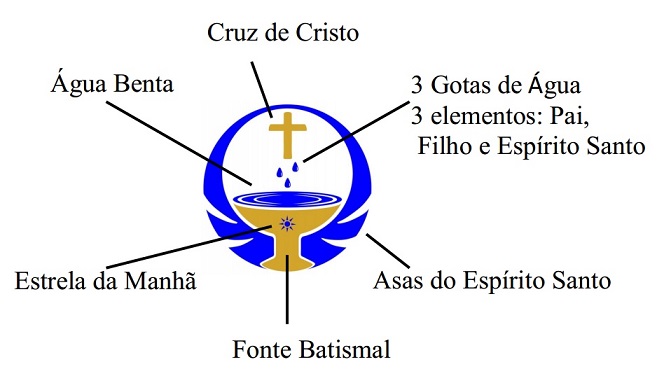 Cruz de Cristo
Água Benta
3 Gotas de Água
3 elementos: Pai,
Filho e Espírito Santo
Estrela da Manhã
Asas do Espírito Santo
Fonte Batismal